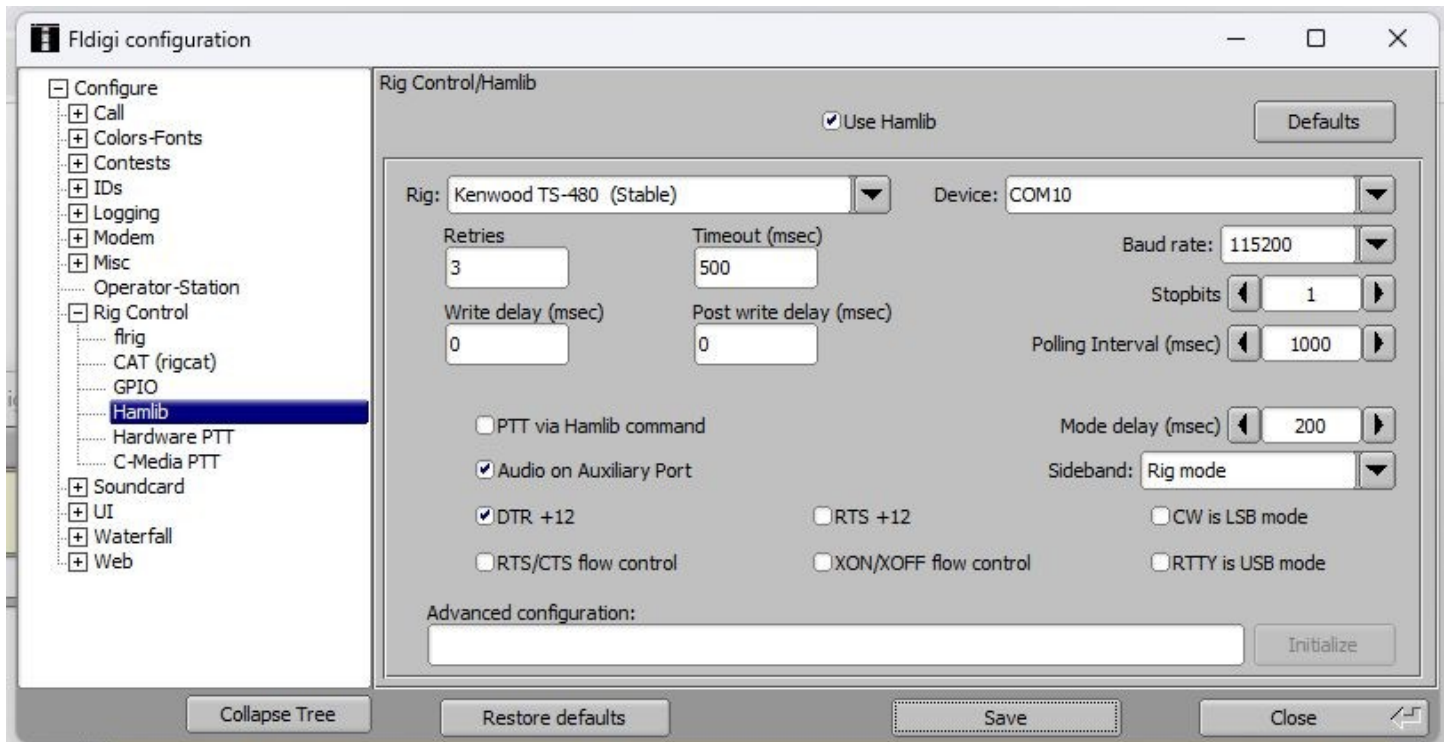 Fldigi configuration
Configure
Call
Colors-Fonts
Contests
IDs
Logging
Modem
Misc
Operator-Station
Rig Control
flrig
CAT (rigcat)
GPIO
Hamlib
Hardware PTT
C-Media PTT
Soundcard
UI
Waterfall
Web
Collapse Tree
Rig Control/Hamlib
Use Hamlib
Defaults
Rig: Kenwood TS-480 (Stable)
Device: COM10
Retries
3
Timeout (msec)
500
Baud rate: 115200
Stopbits 1
Write delay (msec)
0
Post write delay (msec)
0
Polling Interval (msec) 1000
PTT via Hamlib command
Mode delay (msec) 200
Audio on Auxiliary Port
Sideband: Rig mode
DTR +12
RTS +12
CW is LSB mode
RTS/CTS flow control
XON/XOFF flow control
RTTY is USB mode
Advanced configuration:
Initialize
Restore defaults
Save
Close